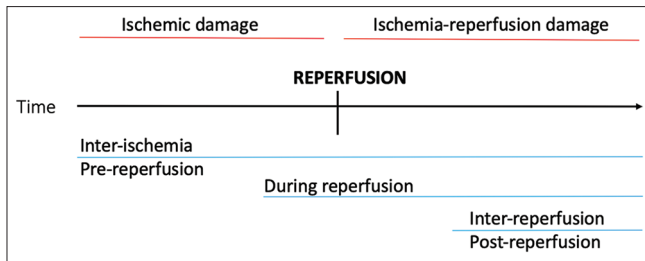 Ischemic damage
Ischemia-reperfusion damage
REPERFUSION
Time
Inter-ischemia
Pre-reperfusion
During reperfusion
Inter-reperfusion
Post-reperfusion